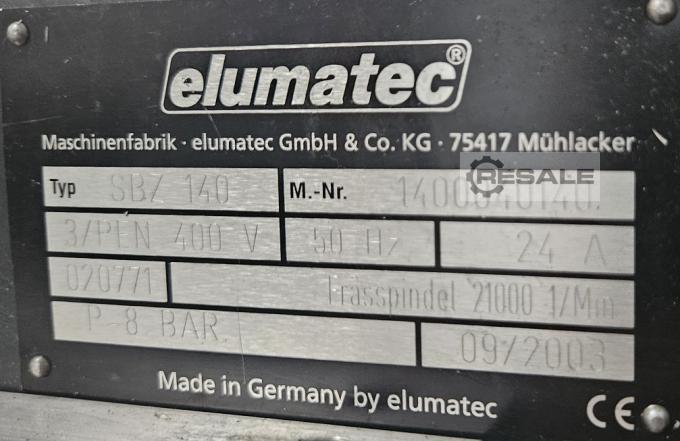 elumatec®
Maschinenfabrik · elumatec GmbH & Co. KG · 75417 Mühlacker
RESALE
Typ SBZ 140 M.-Nr.
3/PEN 400 V 50 Hz 24 A
020771 Frässpindel 21000 1/Min
P-8 BAR. 09/2003
Made in Germany by elumatec CE